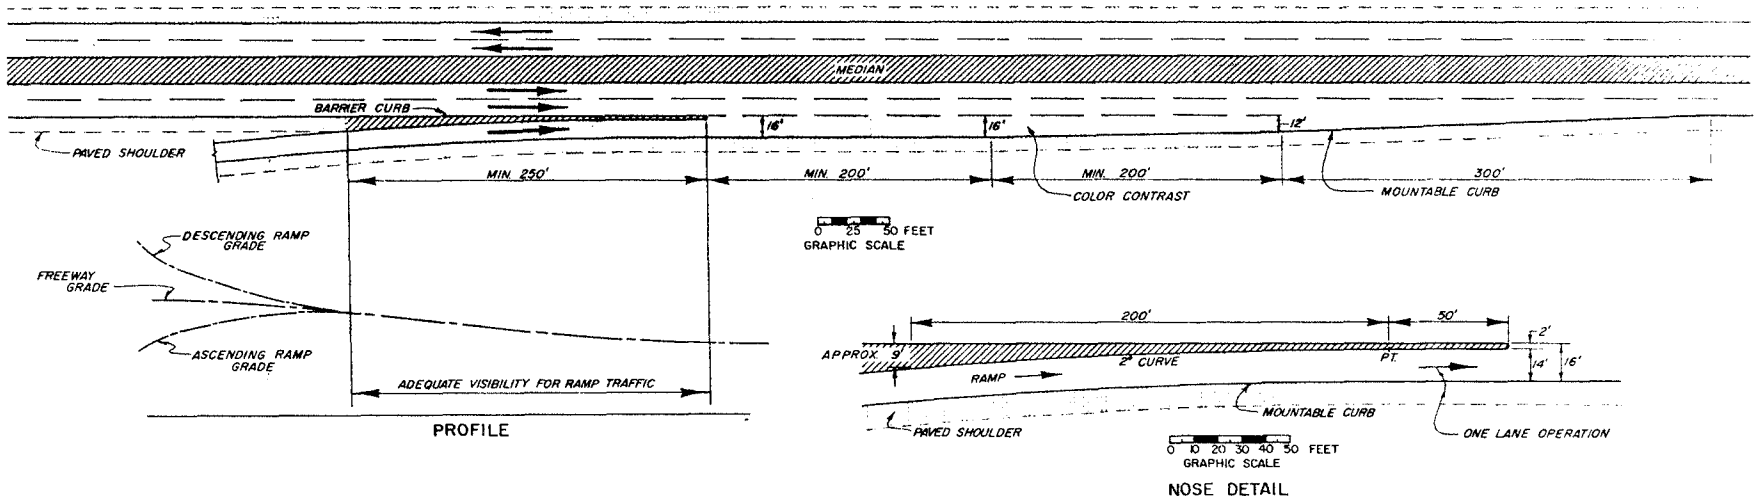 MEDIAN
BARRIER CURB
16'
16'
12'
PAVED SHOULDER
MIN. 250'
MIN. 200'
MIN. 200'
300'
COLOR CONTRAST
MOUNTABLE CURB
0 25 50 FEET
GRAPHIC SCALE
DESCENDING RAMP
GRADE
FREEWAY
GRADE
ASCENDING RAMP
GRADE
ADEQUATE VISIBILITY FOR RAMP TRAFFIC
PROFILE
200'
50'
2'
APPROX. 9'
2° CURVE
PT.
14'
16'
RAMP
MOUNTABLE CURB
PAVED SHOULDER
ONE LANE OPERATION
0 10 20 30 40 50 FEET
GRAPHIC SCALE
NOSE DETAIL